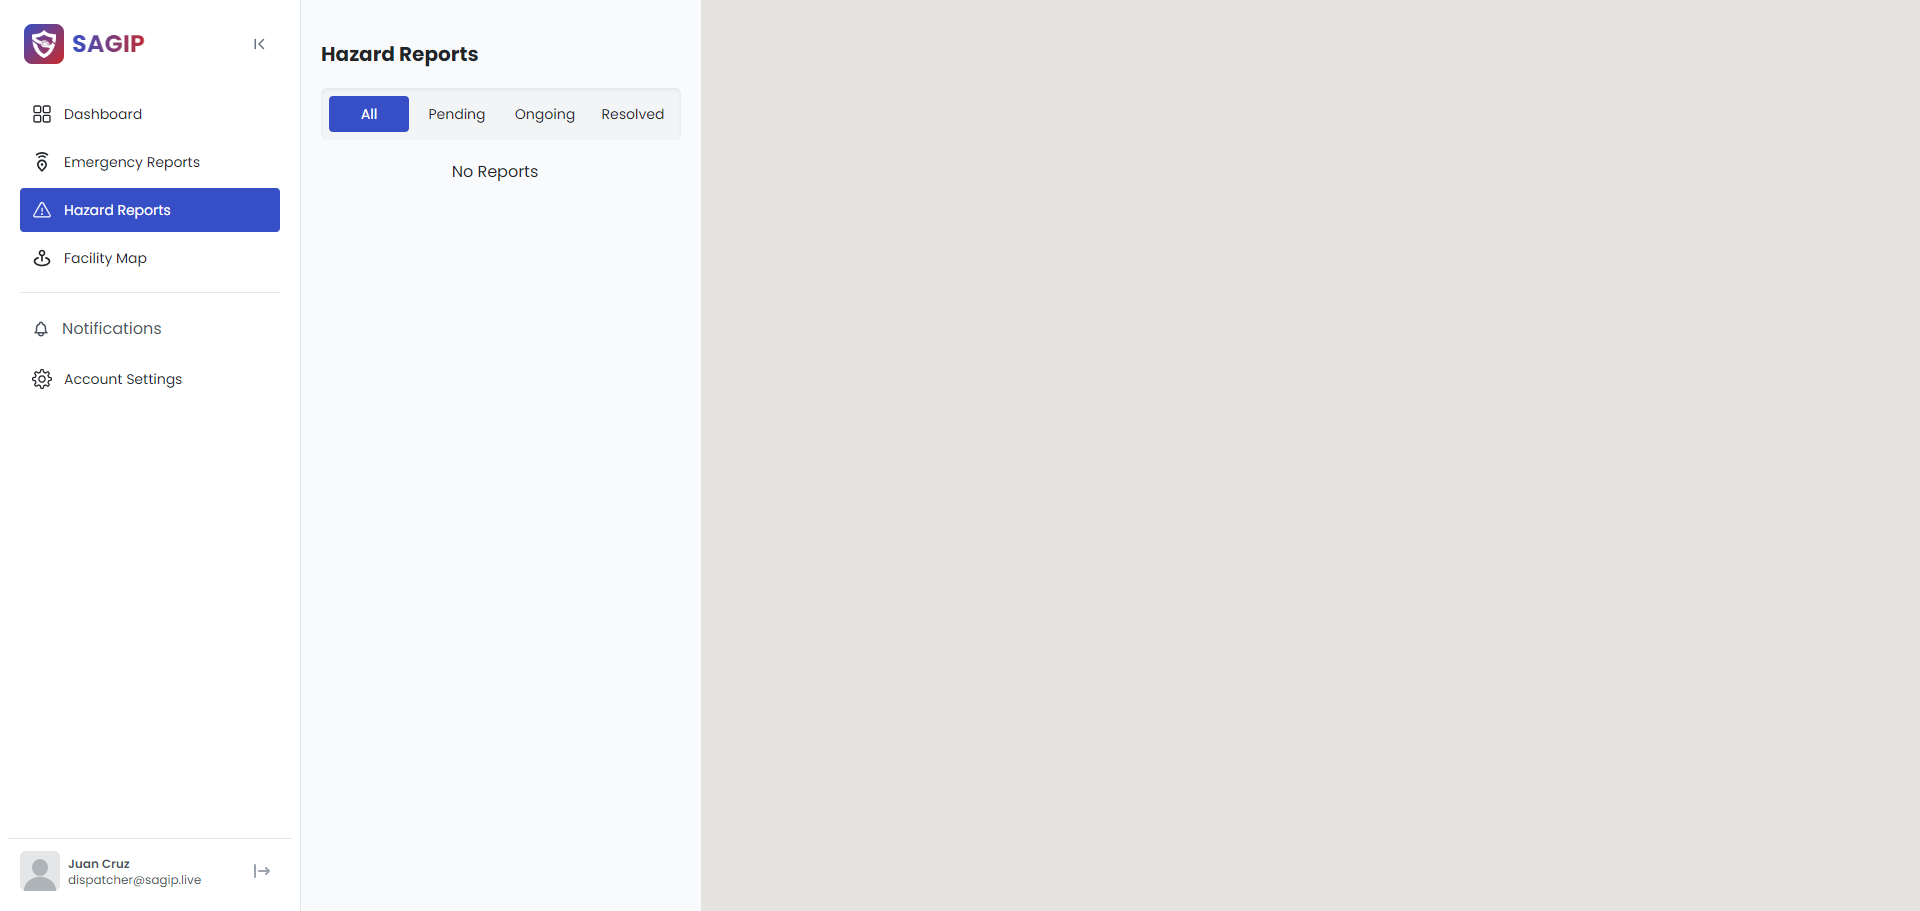 SAGIP
Dashboard
Emergency Reports
Hazard Reports
Facility Map
Notifications
Account Settings
Juan Cruz
dispatcher@sagip.live
Hazard Reports
All Pending Ongoing Resolved
No Reports